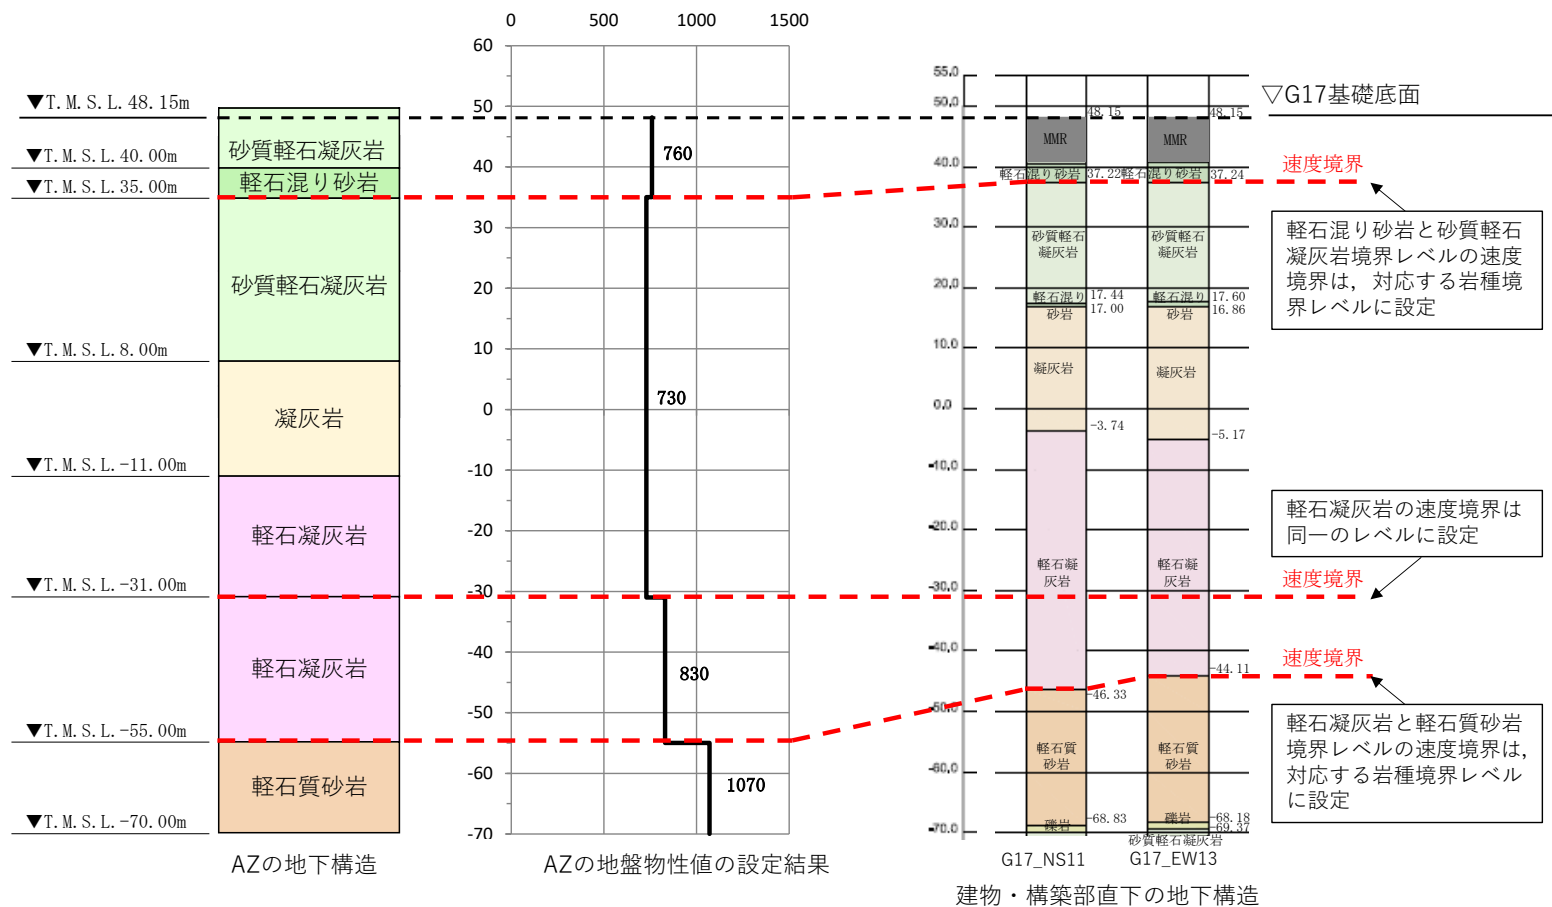 ▼T.M.S.L.48.15m
▼T.M.S.L.40.00m
▼T.M.S.L.35.00m
▼T.M.S.L.8.00m
▼T.M.S.L.-11.00m
▼T.M.S.L.-31.00m
▼T.M.S.L.-55.00m
▼T.M.S.L.-70.00m
砂質軽石凝灰岩
軽石混り砂岩
砂質軽石凝灰岩
凝灰岩
軽石凝灰岩
軽石凝灰岩
軽石質砂岩
AZの地下構造
0 500 1000 1500
60
50
40
30
20
10
0
-10
-20
-30
-40
-50
-60
-70
760
730
830
1070
AZの地盤物性値の設定結果
55.0
50.0
40.0
30.0
20.0
10.0
0.0
-10.0
-20.0
-30.0
-40.0
-50.0
-60.0
-70.0
48.15
MMR
軽石混り砂岩
37.22
砂質軽石
凝灰岩
軽石混り
砂岩
17.44
17.00
凝灰岩
-3.74
軽石凝
灰岩
-46.33
軽石質
砂岩
礫岩
-68.83
G17_NS11
48.15
MMR
軽石混り砂岩
37.24
砂質軽石
凝灰岩
軽石混り
砂岩
17.60
16.86
凝灰岩
-5.17
軽石凝
灰岩
-44.11
軽石質
砂岩
礫岩
-68.18
-69.37
砂質軽石凝灰岩
G17_EW13
建物・構築部直下の地下構造
▽G17基礎底面
速度境界
軽石混り砂岩と砂質軽石
凝灰岩境界レベルの速度
境界は，対応する岩種境
界レベルに設定
軽石凝灰岩の速度境界は
同一のレベルに設定
速度境界
速度境界
軽石凝灰岩と軽石質砂岩
境界レベルの速度境界は，
対応する岩種境界レベル
に設定